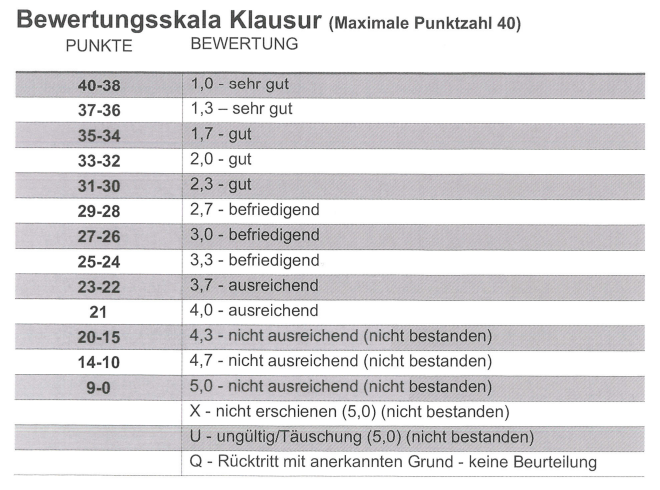 Bewertungsskala Klausur (Maximale Punktzahl 40)
PUNKTE BEWERTUNG
40-38 1,0 - sehr gut
37-36 1,3 – sehr gut
35-34 1,7 - gut
33-32 2,0 - gut
31-30 2,3 - gut
29-28 2,7 - befriedigend
27-26 3,0 - befriedigend
25-24 3,3 - befriedigend
23-22 3,7 - ausreichend
21 4,0 - ausreichend
20-15 4,3 - nicht ausreichend (nicht bestanden)
14-10 4,7 - nicht ausreichend (nicht bestanden)
9-0 5,0 - nicht ausreichend (nicht bestanden)
X - nicht erschienen (5,0) (nicht bestanden)
U - ungültig/Täuschung (5,0) (nicht bestanden)
Q - Rücktritt mit anerkannten Grund - keine Beurteilung